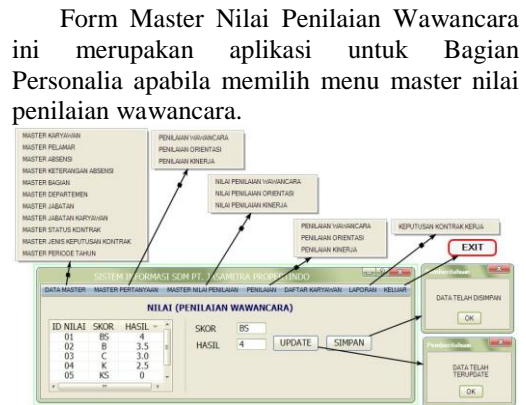 Form Master Nilai Penilaian Wawancara
ini merupakan aplikasi untuk Bagian
Personalia apabila memilih menu master nilai
penilaian wawancara.
MASTER KARYAWAN
MASTER PELAMAR
MASTER ABSENSI
MASTER KETERANGAN ABSENSI
MASTER BAGIAN
MASTER DEPARTEMEN
MASTER JABATAN
MASTER JABATAN KARYAWAN
MASTER STATUS KONTRAK
MASTER JENIS KEPUTUSAN KONTRAK
MASTER PERIODE TAHUN
PENILAIAN WAWANCARA
PENILAIAN ORIENTASI
PENILAIAN KINERJA
NILAI PENILAIAN WAWANCARA
NILAI PENILAIAN ORIENTASI
NILAI PENILAIAN KINERJA
PENILAIAN WAWANCARA
PENILAIAN ORIENTASI
PENILAIAN KINERJA
KEPUTUSAN KONTRAK KERJA
EXIT
SISTEM INFORMASI SDM PT. JASAMITRA PROPERTINDO
DATA MASTER MASTER PERTANYAAN MASTER NILAI PENILAIAN PENILAIAN DAFTAR KARYAWAN LAPORAN KELUAR
NILAI (PENILAIAN WAWANCARA)
ID NILAI SKOR HASIL
01 BS 4
02 B 3.5
03 C 3.0
04 K 2.5
05 KS 0
SKOR BS
HASIL 4 UPDATE SIMPAN
Pemberitahuan
DATA TELAH DISIMPAN
OK
Pemberitahuan
DATA TELAH
TERUPDATE
OK